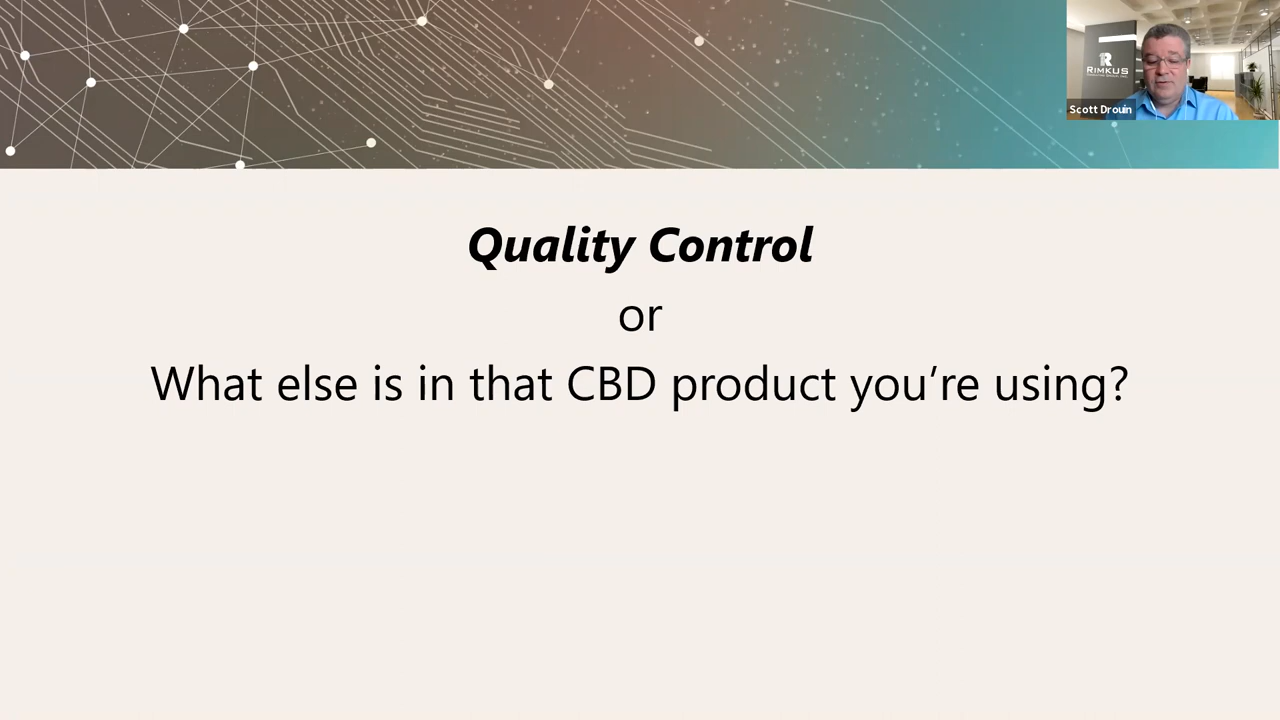 RIMKUS
Scott Drouin
Quality Control
or
What else is in that CBD product you’re using?